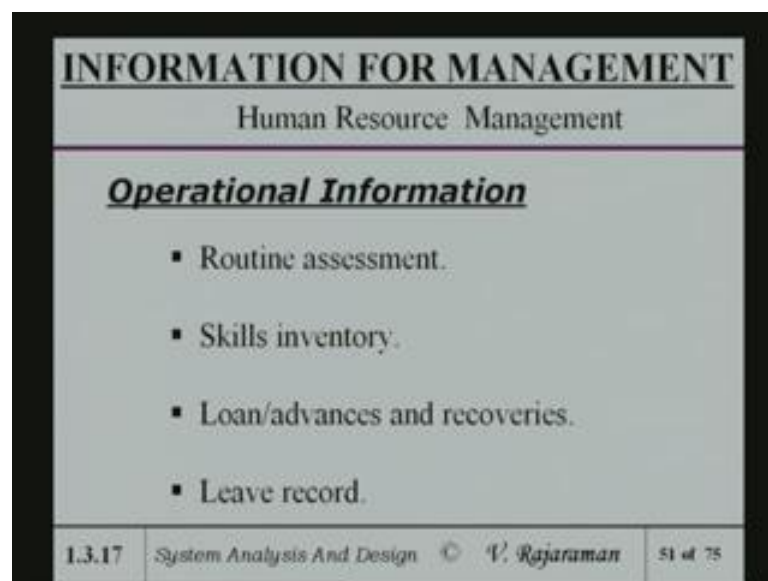 INFORMATION FOR MANAGEMENT
Human Resource Management
Operational Information
▪ Routine assessment.
▪ Skills inventory.
▪ Loan/advances and recoveries.
▪ Leave record.
1.3.17 System Analysis And Design © V. Rajaraman 51 of 75